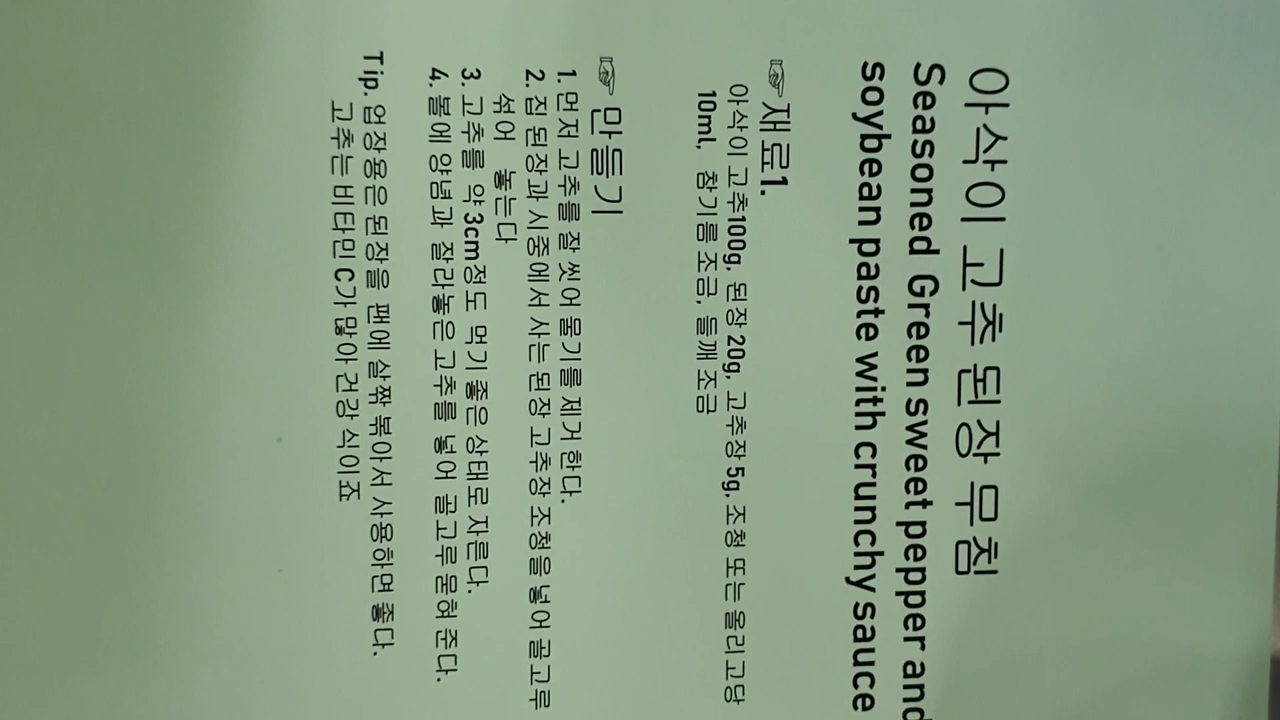 아삭이 고추 된장 무침
Seasoned Green sweet pepper and
soybean paste with crunchy sauce
☞재료1.
아삭이 고추100g, 된장 20g, 고추장 5g, 조청 또는 올리고당
10ml, 참기름 조금, 들깨 조금
☞만들기
1. 먼저 고추를 잘 씻어 물기를 제거 한다.
2. 집 된장과 시중에서 사는 된장 고추장 조청을 넣어 골고루
섞어 놓는다
3. 고추를 약 3cm정도 먹기 좋은 상태로 자른다.
4. 볼에 양념과 잘라놓은 고추를 넣어 골고루 묻혀 준다.
Tip. 업장용은 된장을 팬에 살짝 볶아서 사용하면 좋다.
고추는 비타민 C가 많아 건강 식이죠